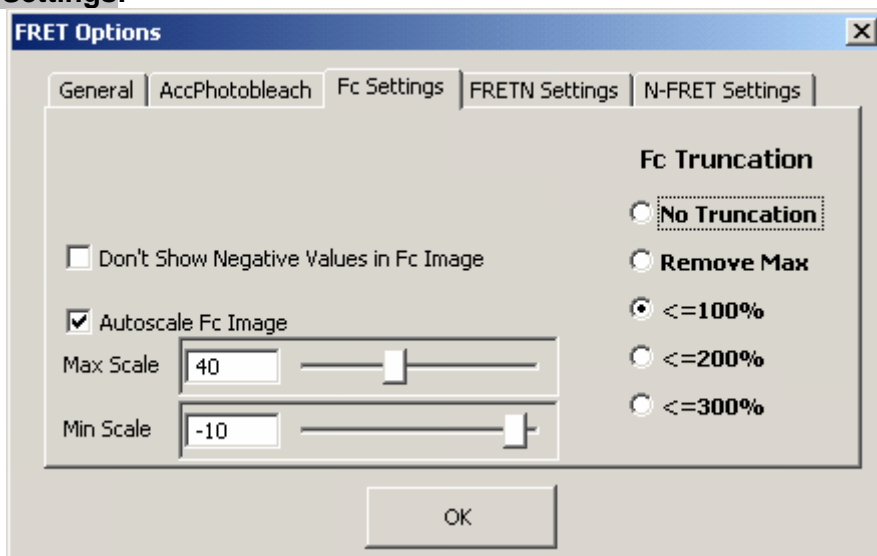 Settings.
FRET Options
General AccPhotobleach Fc Settings FRETN Settings N-FRET Settings
Fc Truncation
No Truncation
Don't Show Negative Values in Fc Image
Remove Max
Autoscale Fc Image
<=100%
Max Scale 40
<=200%
Min Scale -10
<=300%
OK